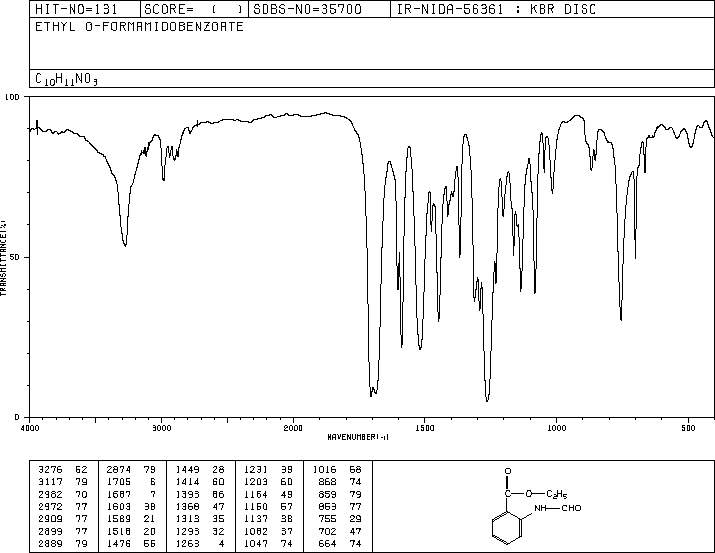 HIT-NO=131 SCORE= ( ) SDBS-NO=35700 IR-NIDA-56361 : KBR DISC
ETHYL O-FORMAMIDOBENZOATE
C10H11NO3
100
50
0
TRANSMITTANCE(%)
4000 3000 2000 1500 1000 500
WAVENUMBER(-1)
3276 52 2874 79 1449 28 1231 39 1016 68
3117 79 1705 6 1414 60 1203 60 868 74
2982 70 1687 7 1393 66 1164 49 859 79
2972 77 1603 38 1368 47 1160 57 853 77
2909 77 1589 21 1313 35 1137 38 755 29
2899 77 1518 20 1293 32 1082 37 702 47
2889 79 1476 55 1263 4 1047 74 664 74
O
C O C2H5
NH CHO